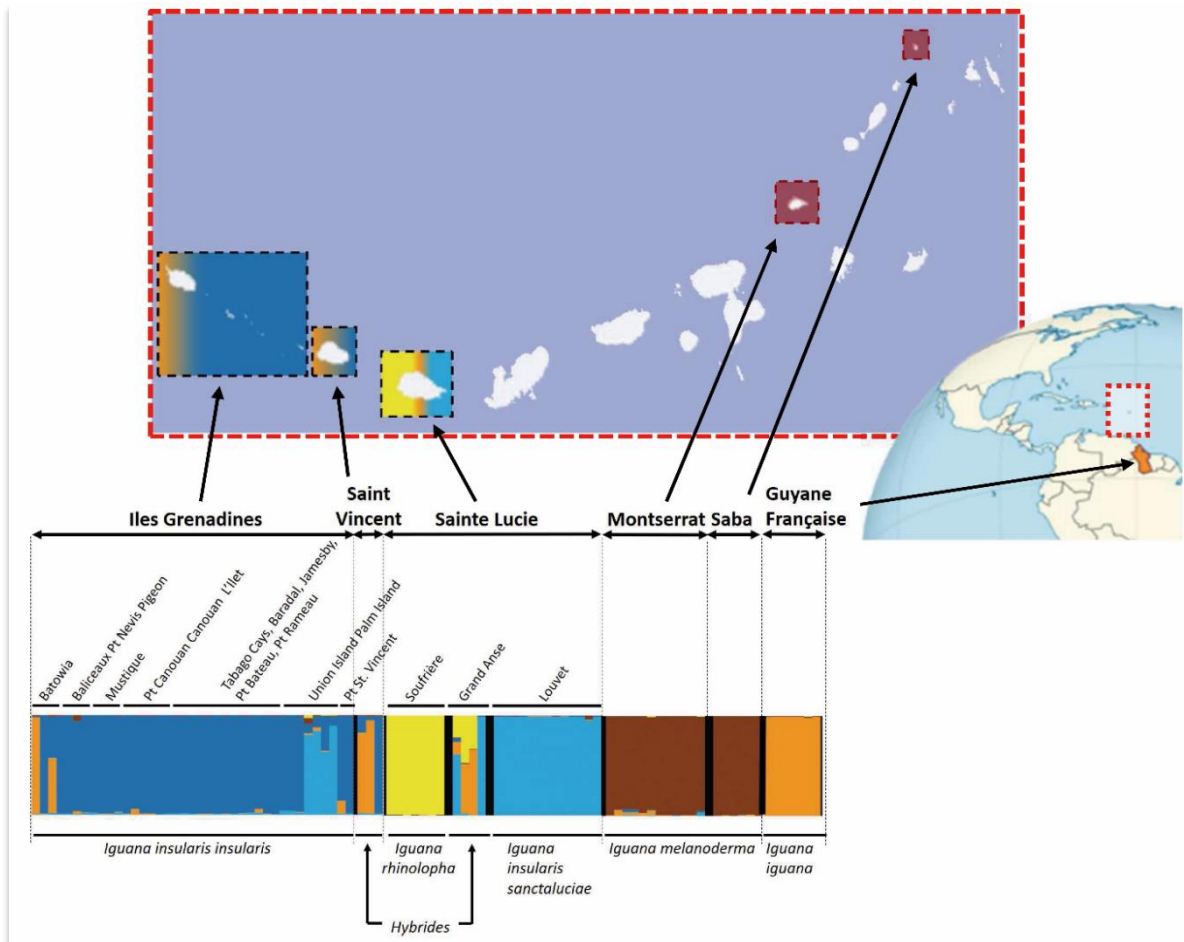 Iles Grenadines
Saint
Vincent
Sainte Lucie
Montserrat
Saba
Guyane
Française
Batowia
Baliceaux Pt Nevis Pigeon
Mustique
Pt Canouan Canouan L'Ilet
Tabago Cays, Baradal, Jamesby,
Pt Bateau, Pt Rameau
Union Island Palm Island
Pt St. Vincent
Soufrière
Grand Anse
Louvet
Iguana insularis insularis
Iguana
rhinolopha
Iguana
insularis
sanctaluciae
Iguana melanoderma
Iguana
iguana
Hybrides